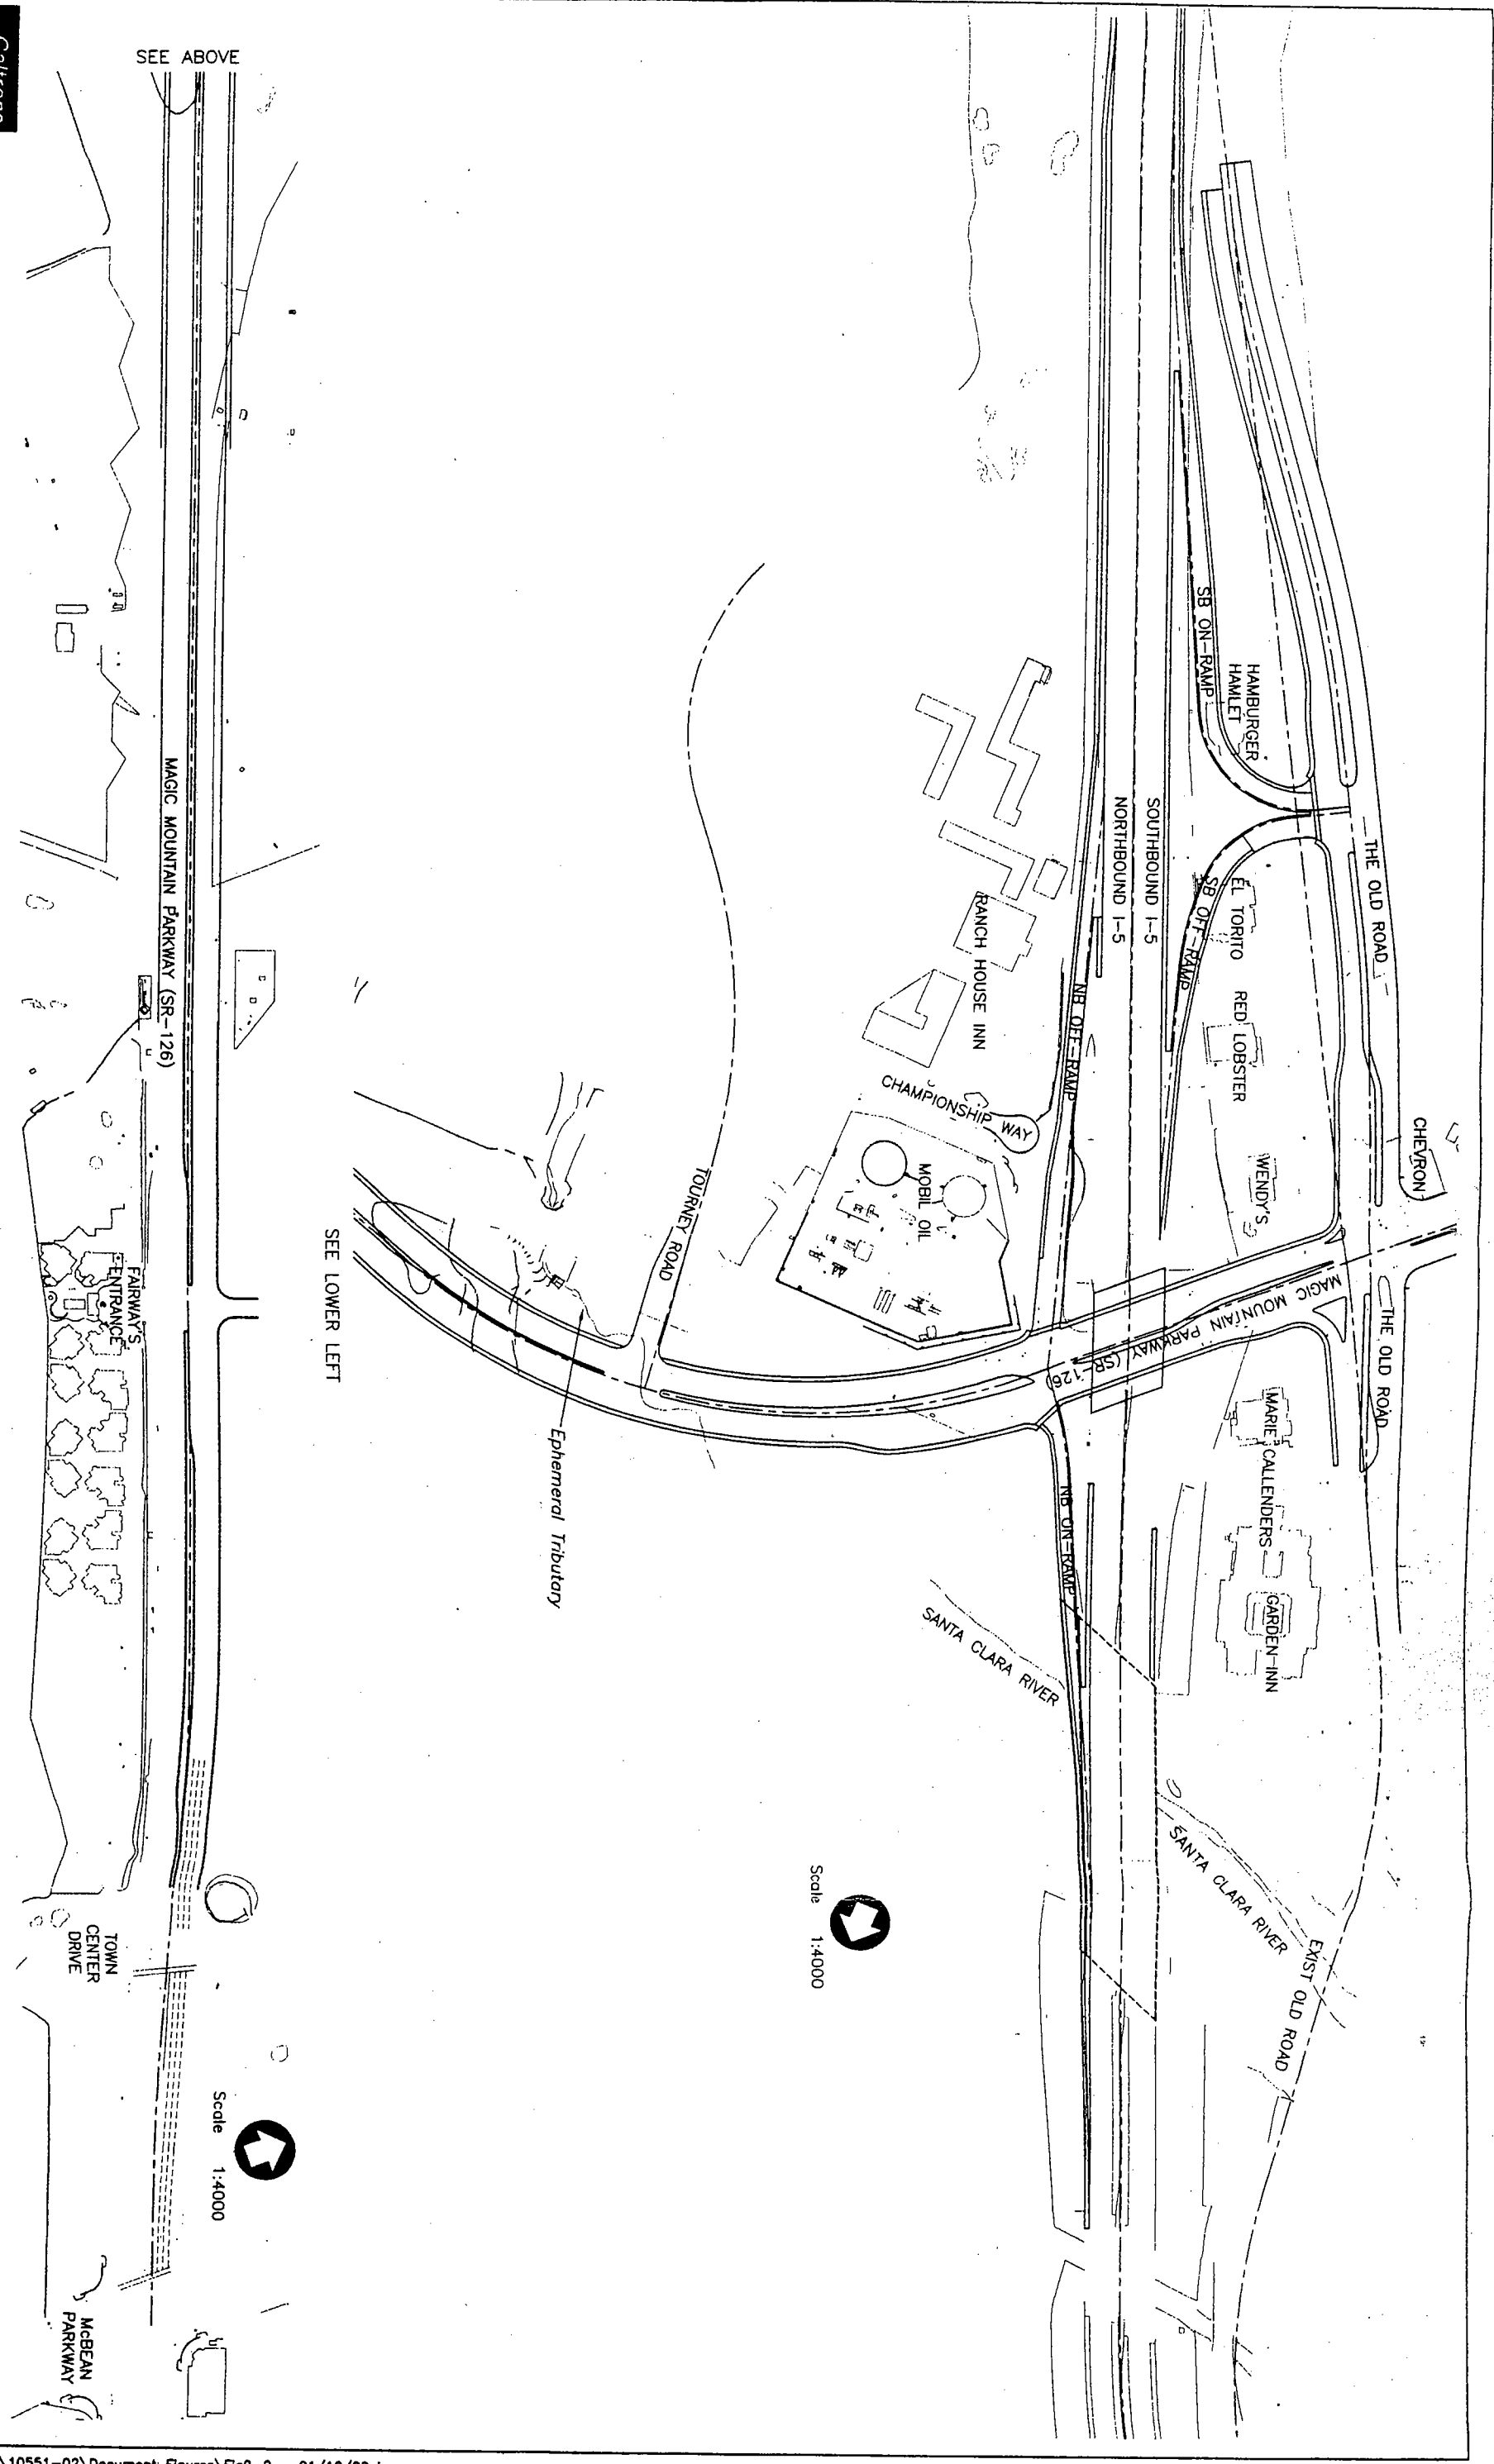 SEE ABOVE
THE OLD ROAD
SB ON-RAMP
HAMBURGER
HAMLET
SOUTHBOUND I-5
NORTHBOUND I-5
SB OFF-RAMP
EL TORITO
RED LOBSTER
WENDY'S
CHEVRON
NB OFF-RAMP
RANCH HOUSE INN
CHAMPIONSHIP WAY
MOBIL OIL
TOURNEY ROAD
MAGIC MOUNTAIN PARKWAY (SR-126)
THE OLD ROAD
MARIE CALLENDERS
GARDEN INN
NB ON-RAMP
SANTA CLARA RIVER
SANTA CLARA RIVER
EXIST OLD ROAD
Ephemeral Tributary
SEE LOWER LEFT
Scale 1:4000
MAGIC MOUNTAIN PARKWAY (SR-126)
FAIRWAY'S
ENTRANCE
TOWN
CENTER
DRIVE
Scale 1:4000
McBEAN
PARKWAY